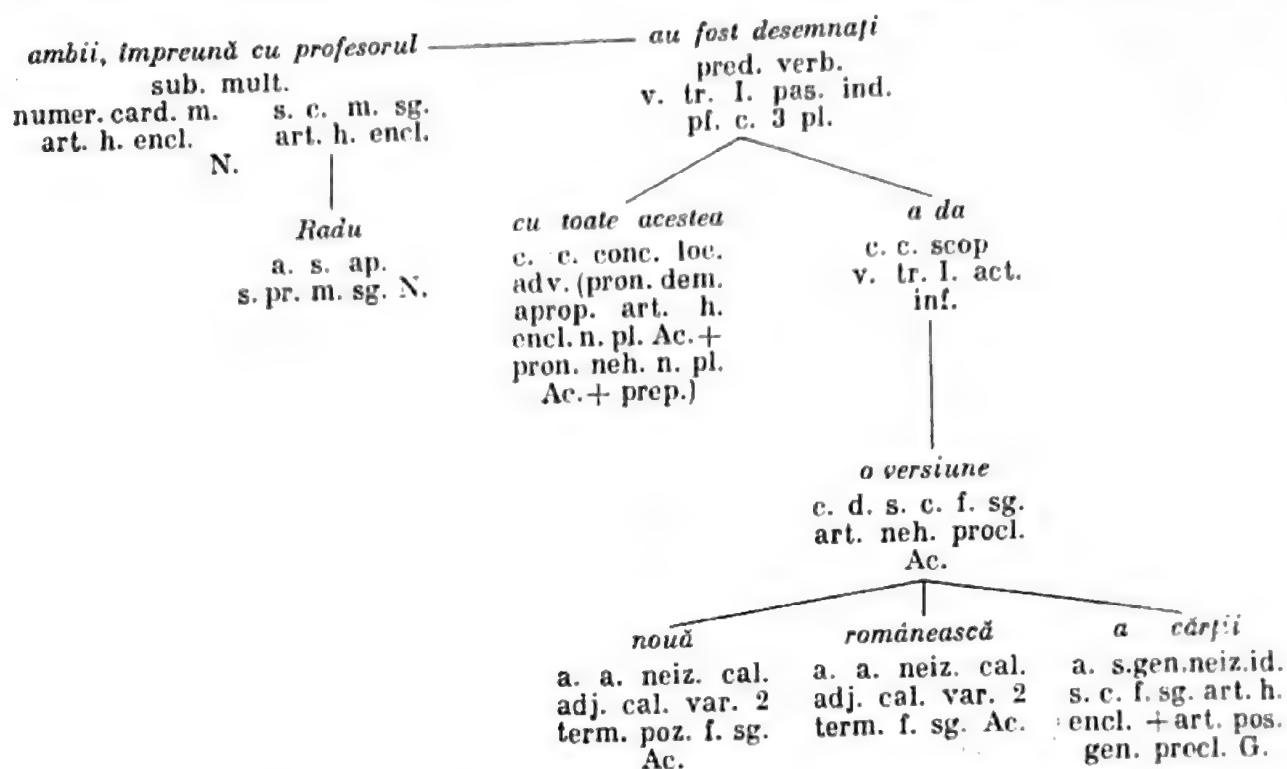 ambii, împreună cu profesorul
sub. mult.
numer. card. m. s. c. m. sg.
art. h. encl. art. h. encl.
N.
Radu
a. s. ap.
s. pr. m. sg. N.
au fost desemnați
pred. verb.
v. tr. I. pas. ind.
pf. c. 3 pl.
cu toate acestea
c. c. conc. loc.
adv. (pron. dem.
aprop. art. h.
encl. n. pl. Ac. +
pron. neh. n. pl.
Ac. + prep.)
a da
c. c. scop
v. tr. I. act.
inf.
o versiune
c. d. s. c. f. sg.
art. neh. procl.
Ac.
nouă
a. a. neiz. cal.
adj. cal. var. 2
term. poz. f. sg.
Ac.
românească
a. a. neiz. cal.
adj. cal. var. 2
term. f. sg. Ac.
a cărții
a. s. gen. neiz. id.
s. c. f. sg. art. h.
encl. + art. pos.
gen. procl. G.